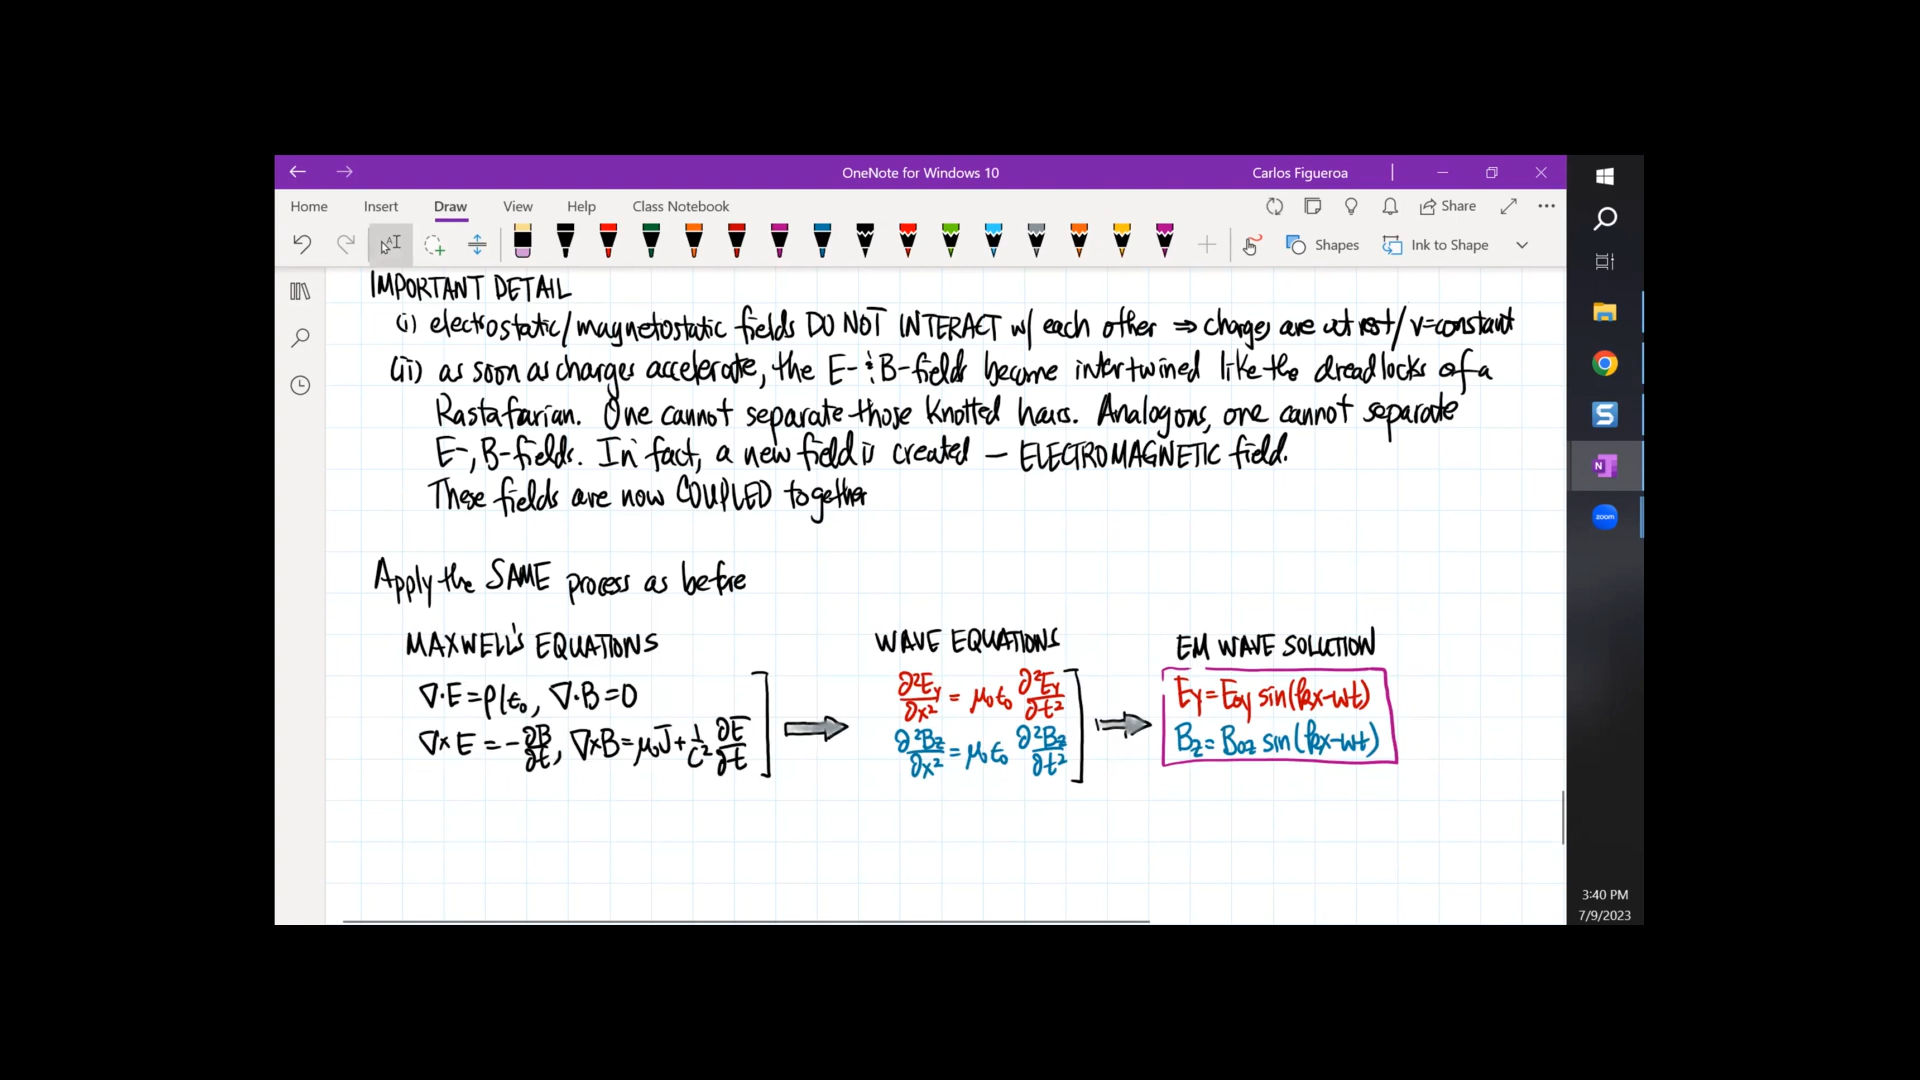 OneNote for Windows 10
Carlos Figueroa
Home Insert Draw View Help Class Notebook Share
Shapes Ink to Shape
IMPORTANT DETAIL
(i) electrostatic/magnetostatic fields DO NOT INTERACT w/ each other ⇒ charges are at rest/v=constant
(ii) as soon as charges accelerate, the E- & B-fields become intertwined like the dreadlocks of a
Rastafarian. One cannot separate those knotted hairs. Analogous, one cannot separate
E-, B-fields. In fact, a new field is created — ELECTROMAGNETIC field.
These fields are now COUPLED together
Apply the SAME process as before
MAXWELL'S EQUATIONS
∇·E = ρ/ε₀, ∇·B = 0
∇×E = -∂B/∂t, ∇×B = μ₀J + 1/c² ∂E/∂t
WAVE EQUATIONS
∂²Ey/∂x² = μ₀ε₀ ∂²Ey/∂t²
∂²Bz/∂x² = μ₀ε₀ ∂²Bz/∂t²
EM WAVE SOLUTION
Ey = E₀y sin(kx-ωt)
Bz = B₀z sin(kx-ωt)
zoom
3:40 PM
7/9/2023